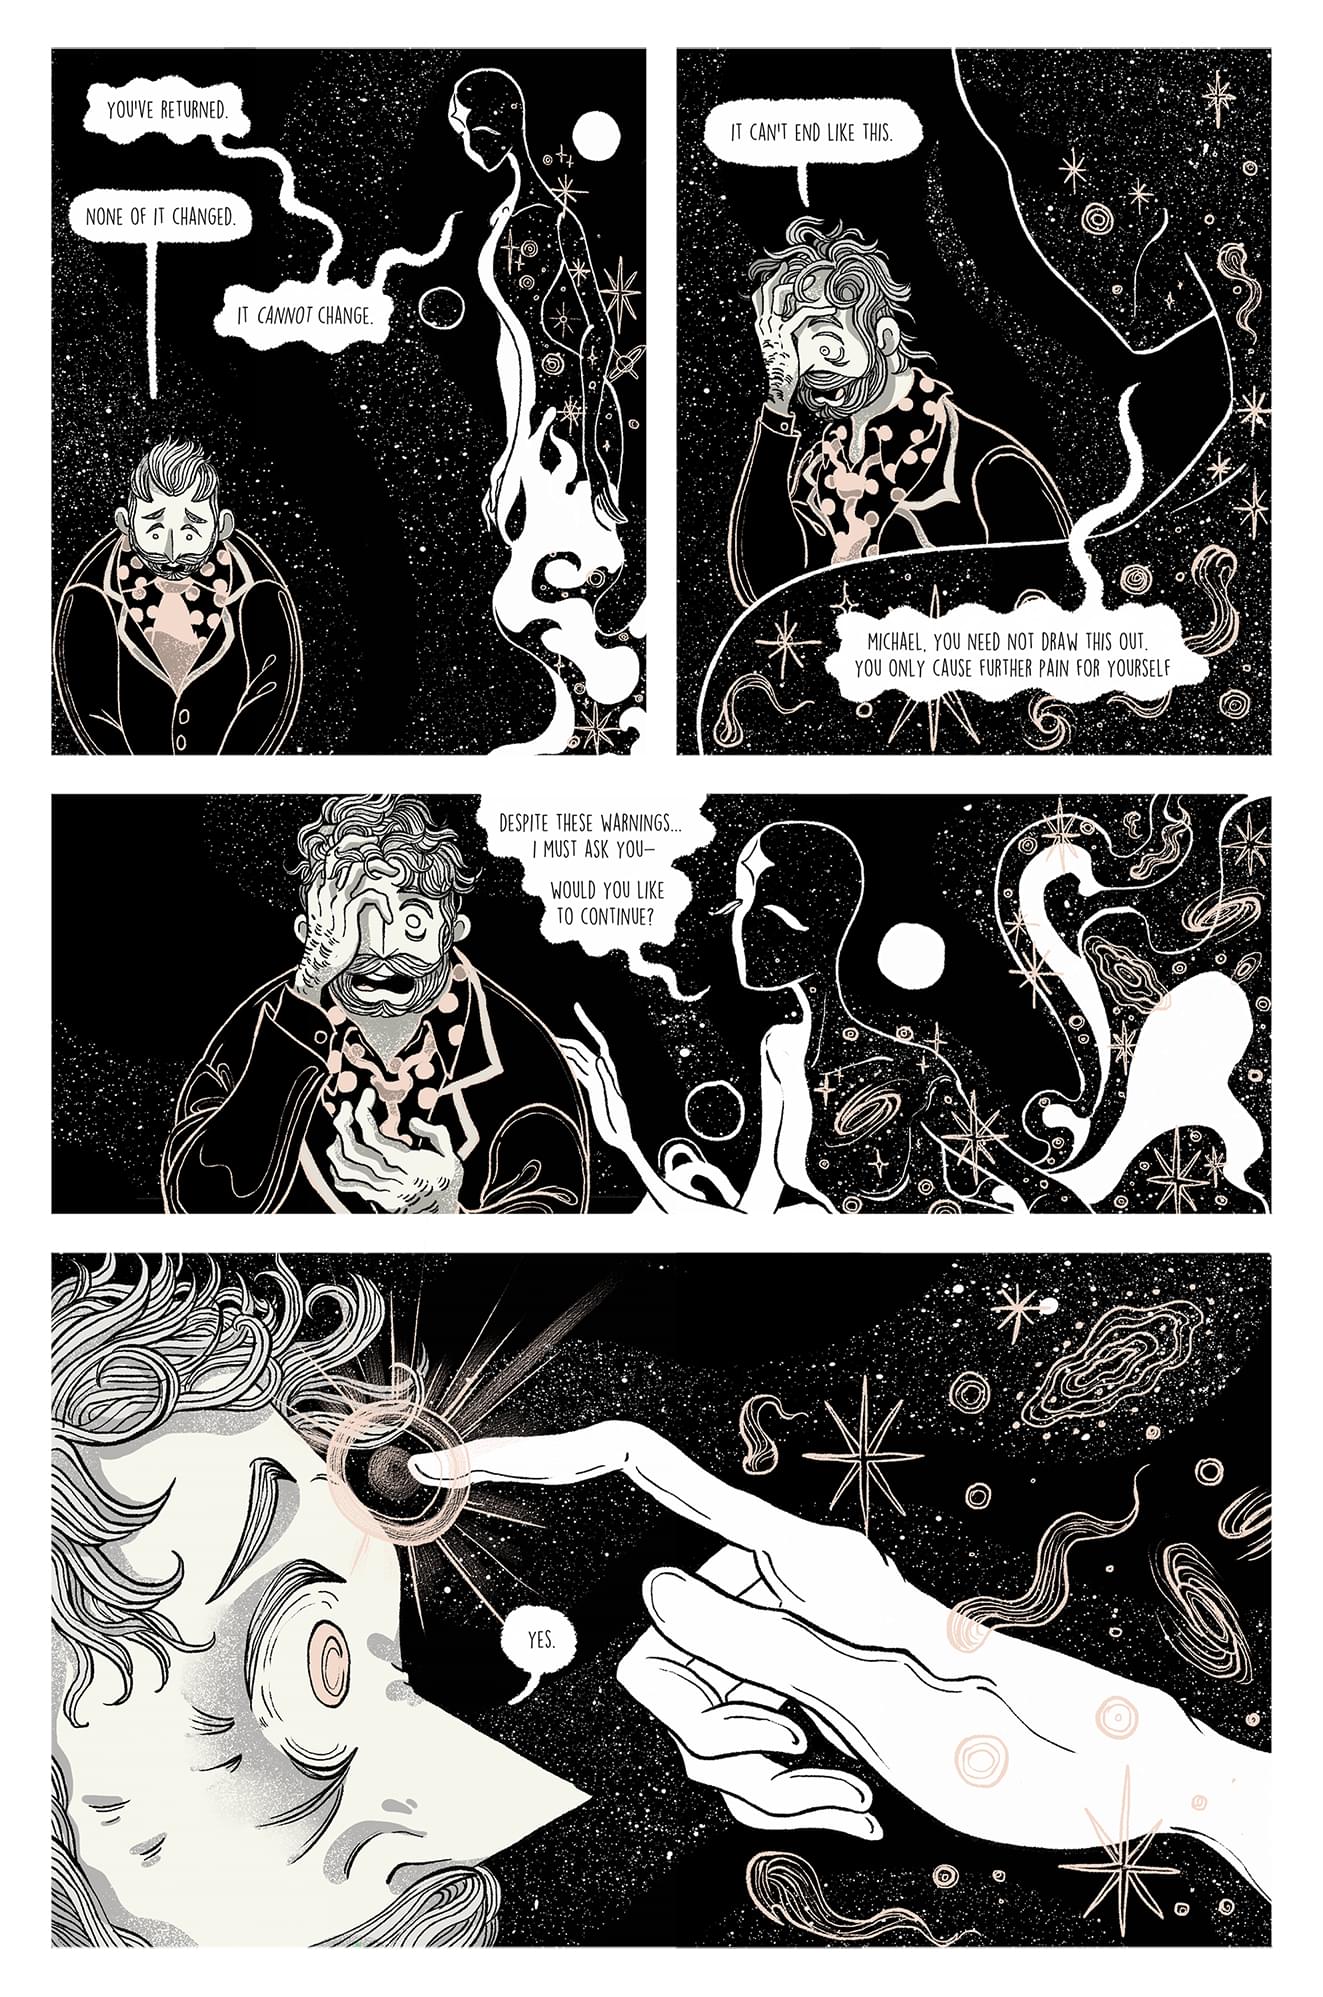 YOU'VE RETURNED.
NONE OF IT CHANGED.
IT CANNOT CHANGE.
IT CAN'T END LIKE THIS.
MICHAEL, YOU NEED NOT DRAW THIS OUT.
YOU ONLY CAUSE FURTHER PAIN FOR YOURSELF
DESPITE THESE WARNINGS...
I MUST ASK YOU—
WOULD YOU LIKE
TO CONTINUE?
YES.